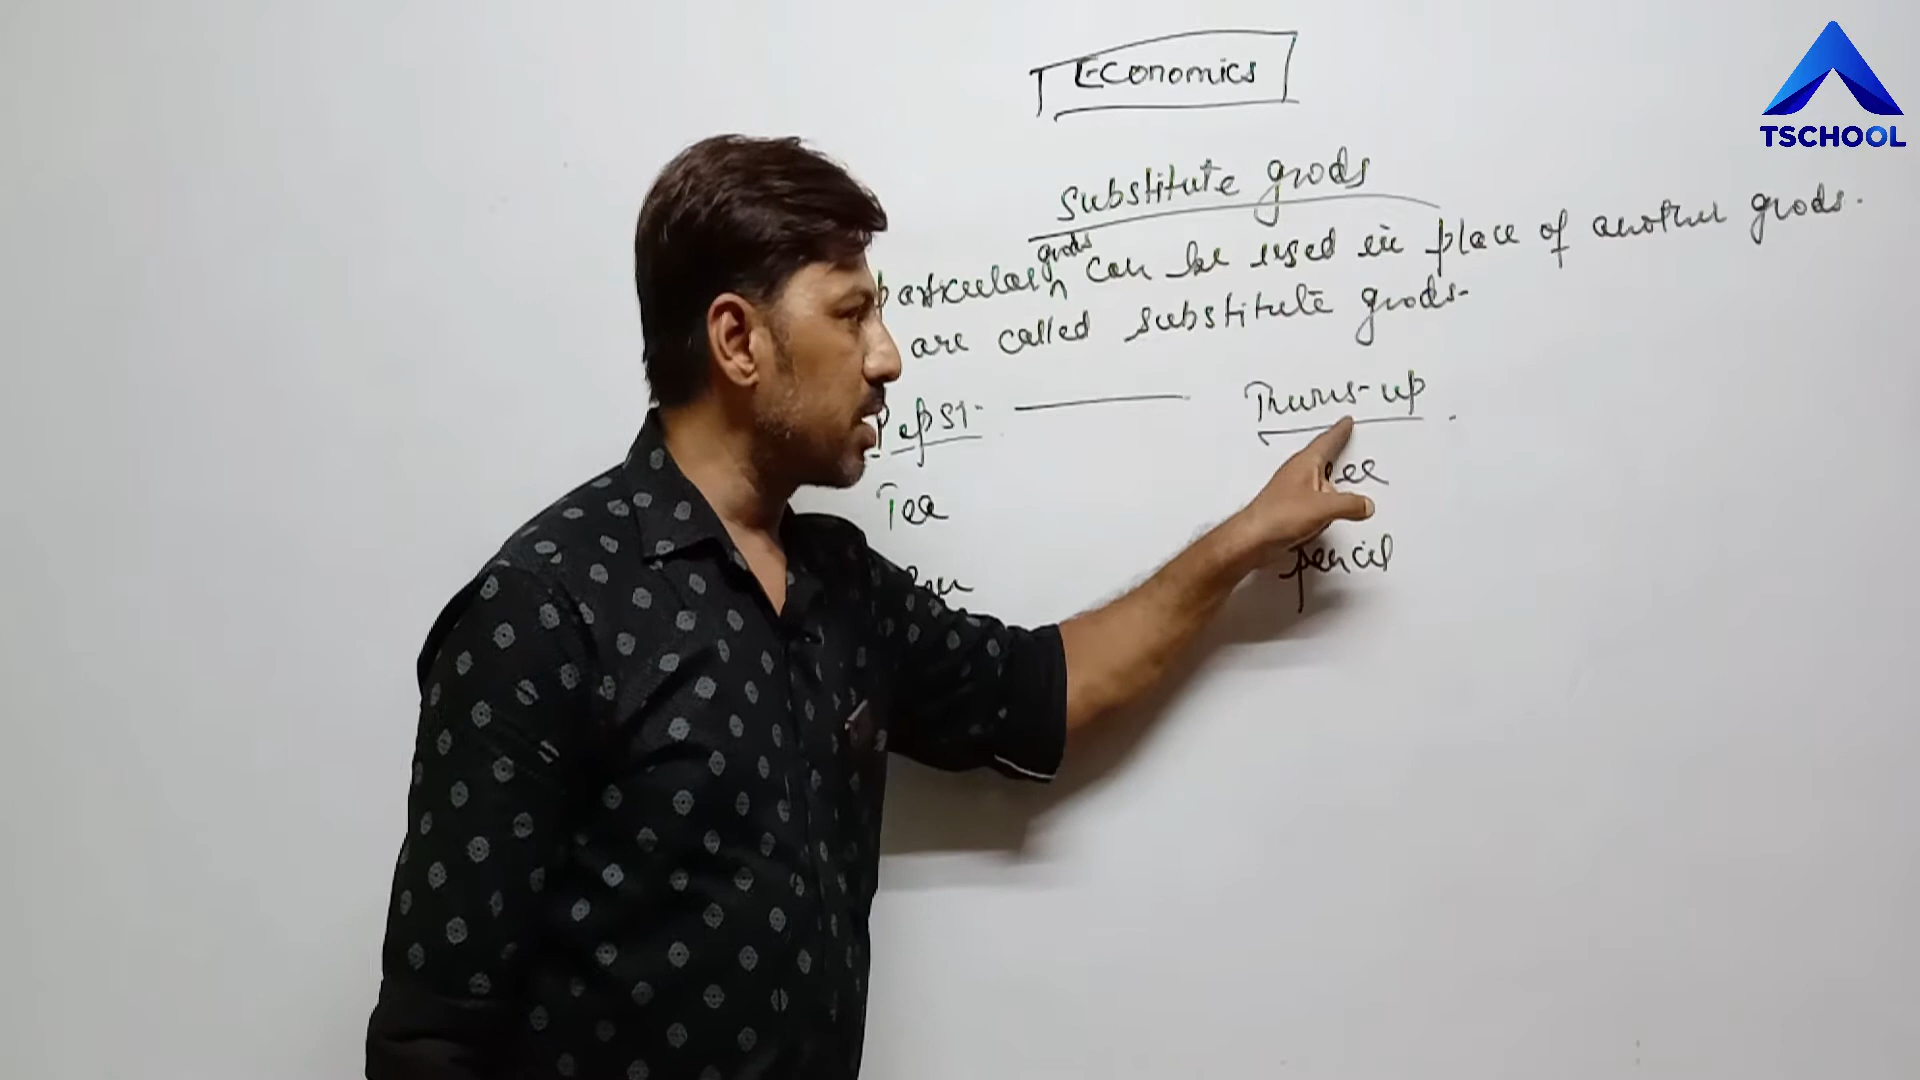 Economics
TSCHOOL
Substitute goods
goods
particular ^ can be used in place of another goods.
are called substitute goods.
Pepsi Thums-up
Tea
pencil